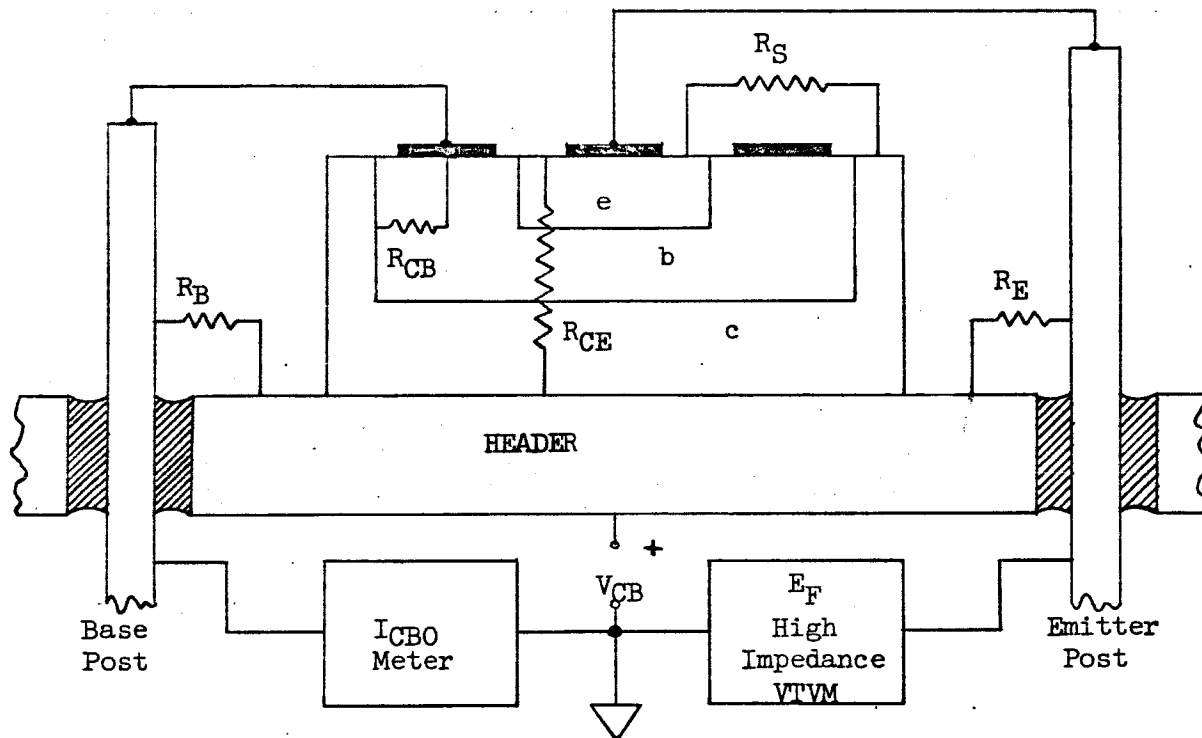 R_S
e
R_CB
b
R_B
R_E
R_CE
c
HEADER
+
V_CB
Base
Post
I_CBO
Meter
E_F
High
Impedance
VTVM
Emitter
Post